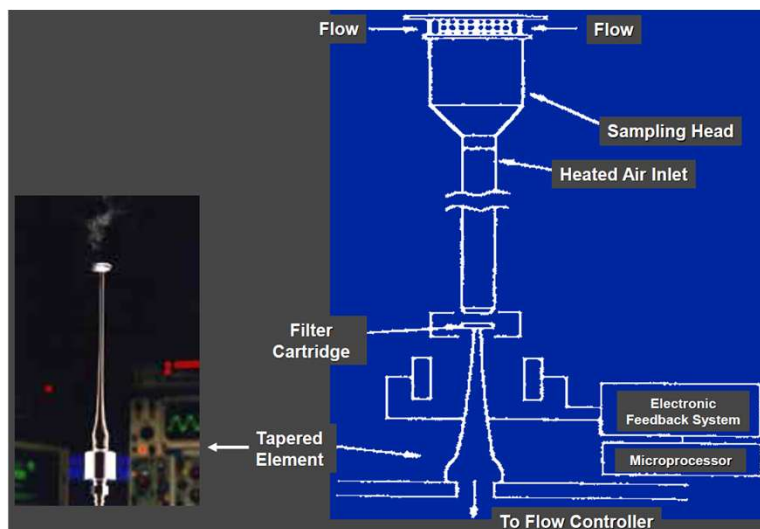 Flow
Flow
Sampling Head
Heated Air Inlet
Filter
Cartridge
Electronic
Feedback System
Tapered
Element
Microprocessor
To Flow Controller